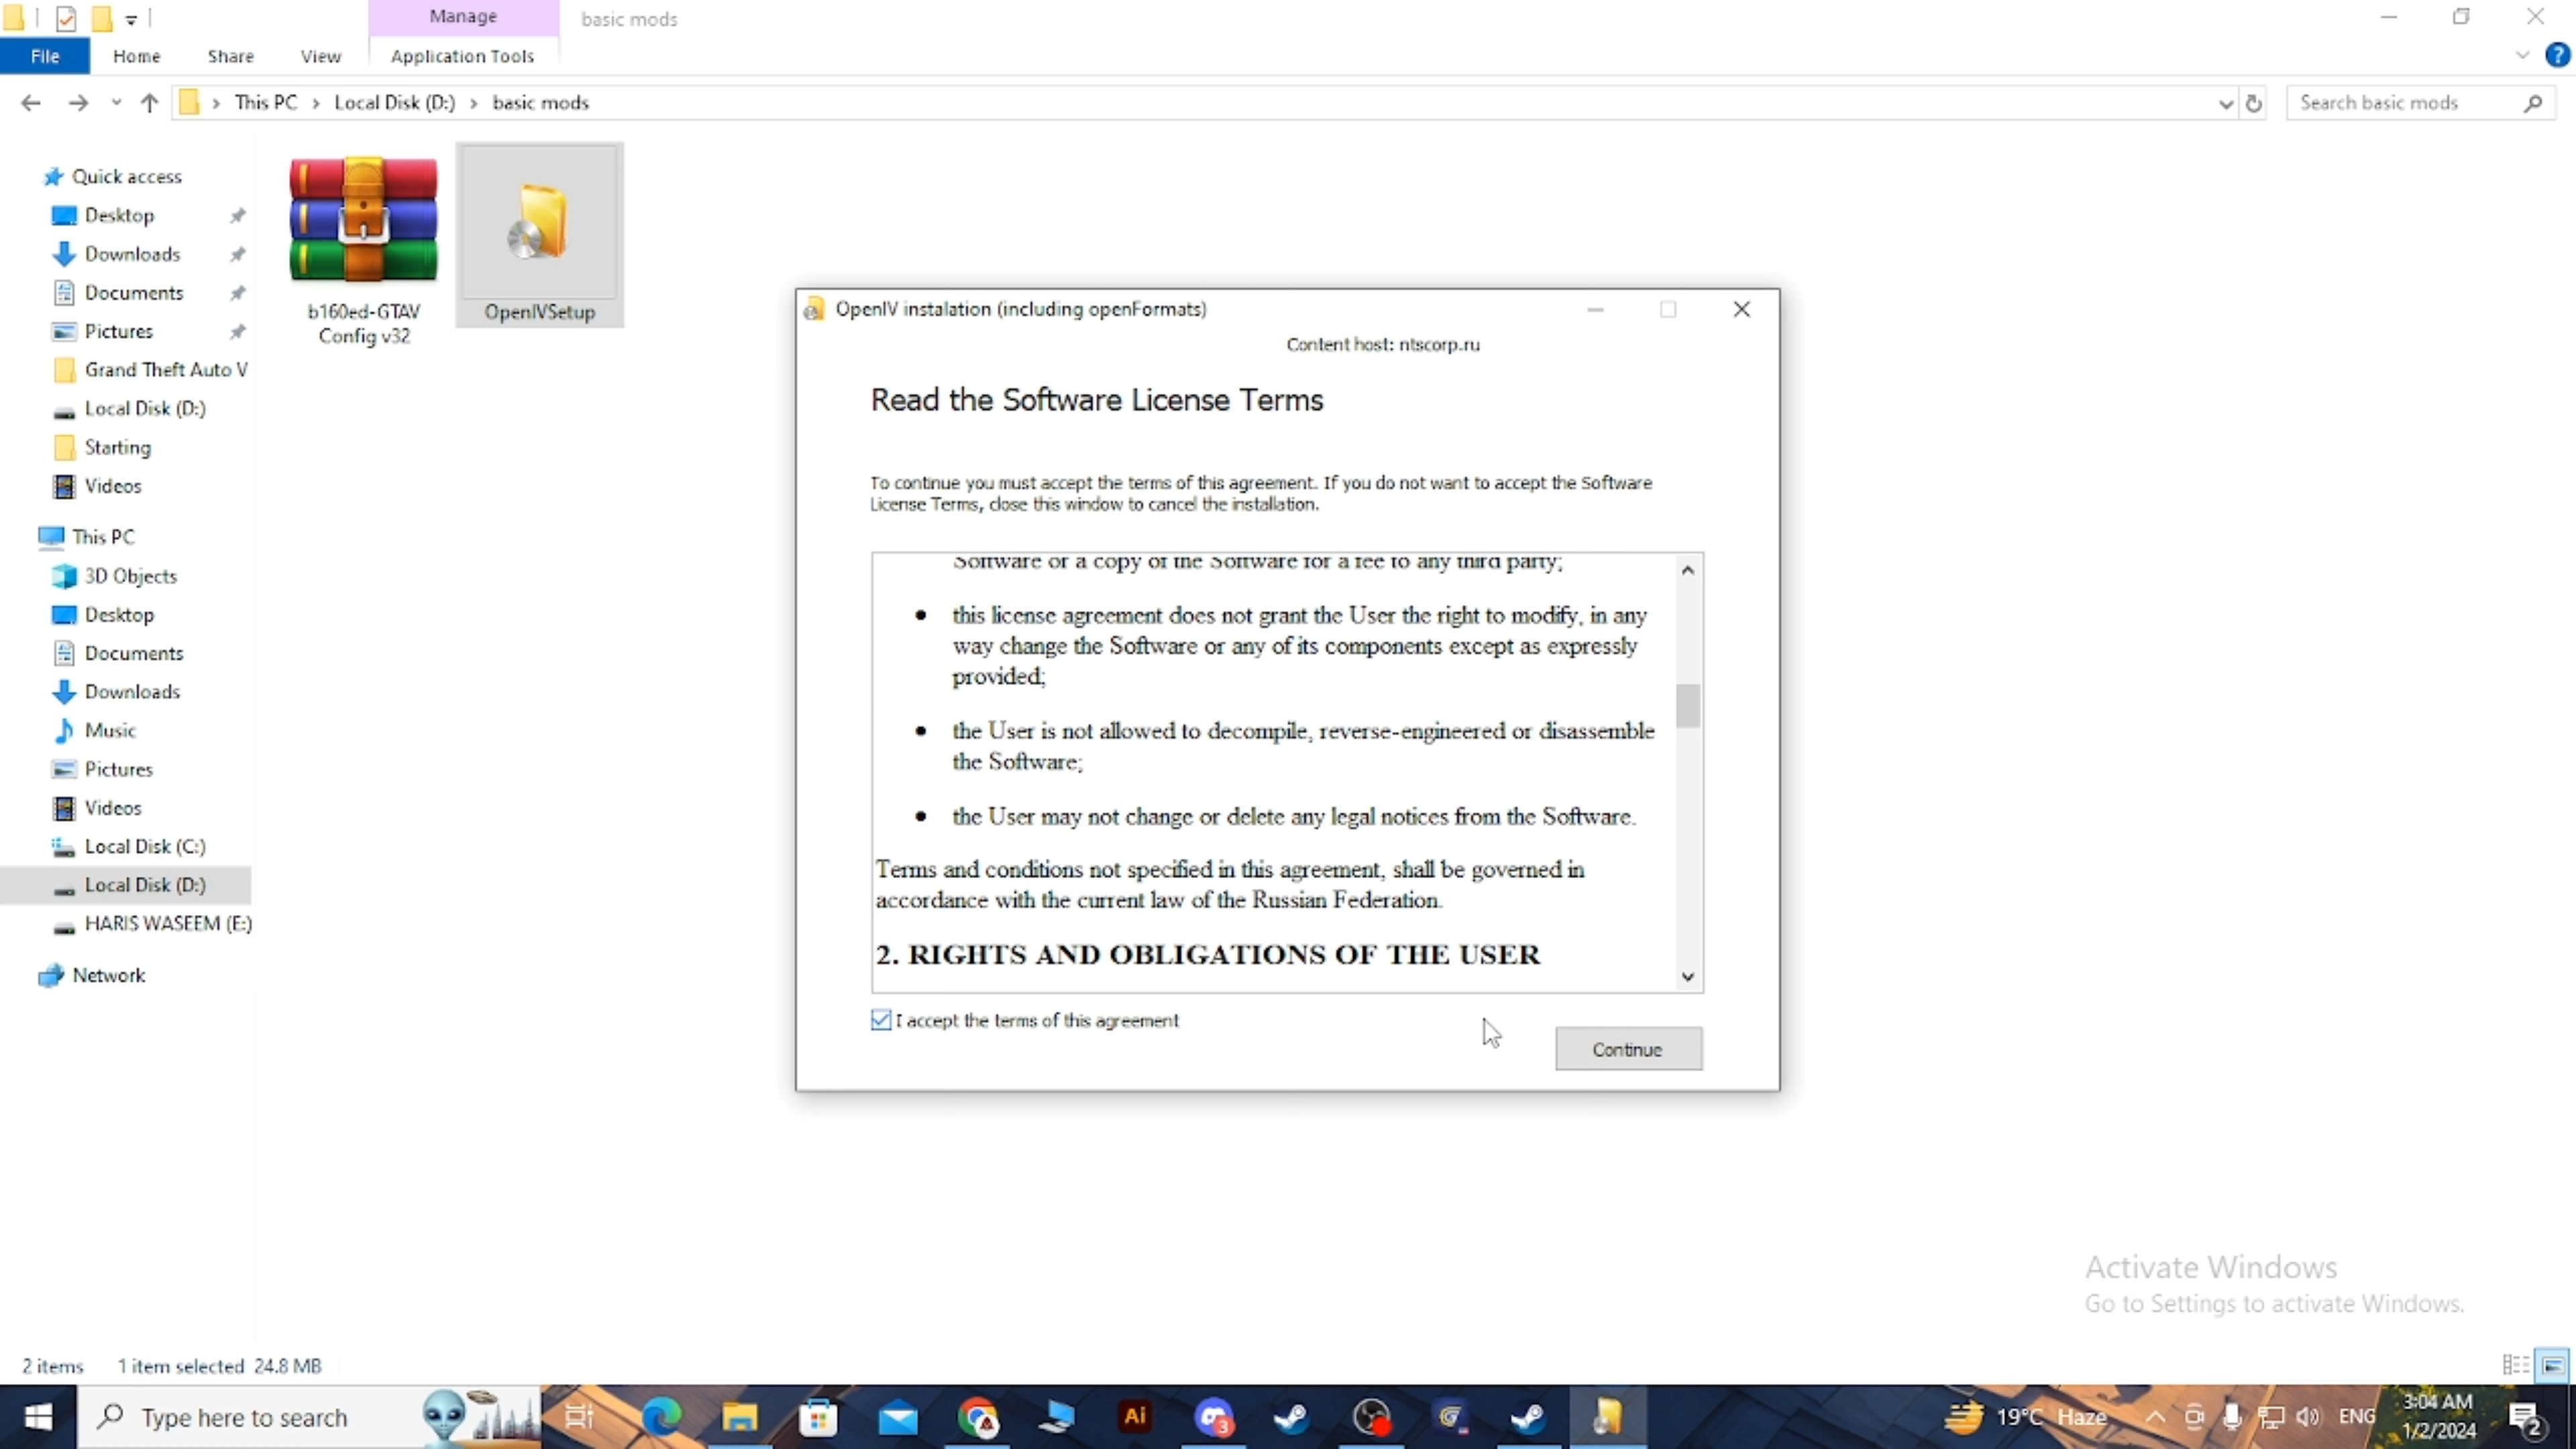 Manage
basic mods
File
Home
Share
View
Application Tools
This PC
Local Disk (D:)
basic mods
Search basic mods
Quick access
Desktop
Downloads
Documents
Pictures
Grand Theft Auto V
Local Disk (D:)
Starting
Videos
This PC
3D Objects
Desktop
Documents
Downloads
Music
Pictures
Videos
Local Disk (C:)
Local Disk (D:)
HARIS WASEEM (E:)
Network
b160ed-GTAV
Config v32
OpenIVSetup
OpenIV instalation (including openFormats)
Content host: ntscorp.ru
Read the Software License Terms
To continue you must accept the terms of this agreement. If you do not want to accept the Software
License Terms, close this window to cancel the installation.
Software or a copy of the Software for a fee to any third party;
• this license agreement does not grant the User the right to modify, in any
way change the Software or any of its components except as expressly
provided;
• the User is not allowed to decompile, reverse-engineered or disassemble
the Software;
• the User may not change or delete any legal notices from the Software.
Terms and conditions not specified in this agreement, shall be governed in
accordance with the current law of the Russian Federation.
2. RIGHTS AND OBLIGATIONS OF THE USER
I accept the terms of this agreement
Continue
Activate Windows
Go to Settings to activate Windows.
2 items
1 item selected 24.8 MB
Type here to search
Ai
3
19°C Haze
ENG
3:04 AM
1/2/2024
2